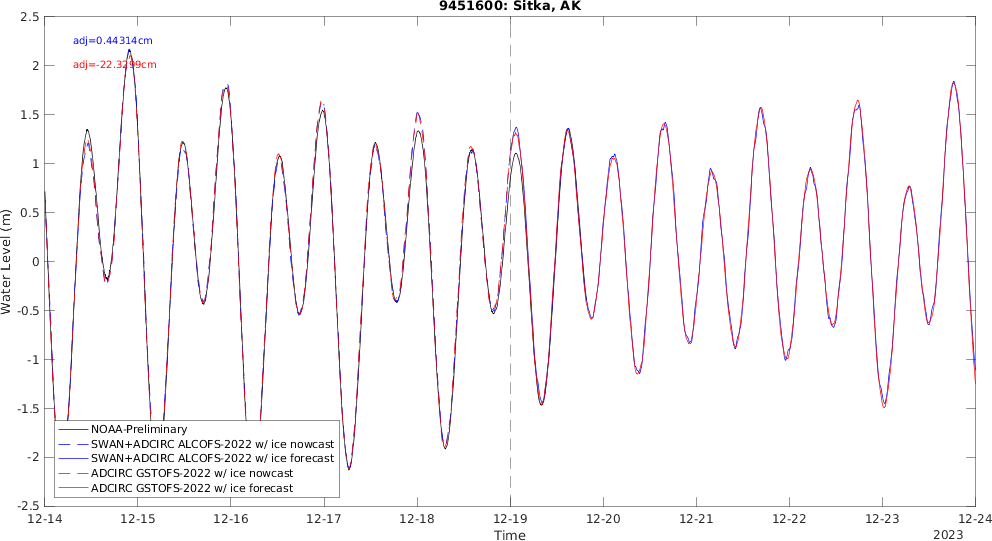 9451600: Sitka, AK
2.5
2
1.5
1
0.5
0
-0.5
-1
-1.5
-2
-2.5
Water Level (m)
adj=0.44314cm
adj=-22.3299cm
NOAA-Preliminary
SWAN+ADCIRC ALCOFS-2022 w/ ice nowcast
SWAN+ADCIRC ALCOFS-2022 w/ ice forecast
ADCIRC GSTOFS-2022 w/ ice nowcast
ADCIRC GSTOFS-2022 w/ ice forecast
12-14 12-15 12-16 12-17 12-18 12-19 12-20 12-21 12-22 12-23 12-24
Time
2023